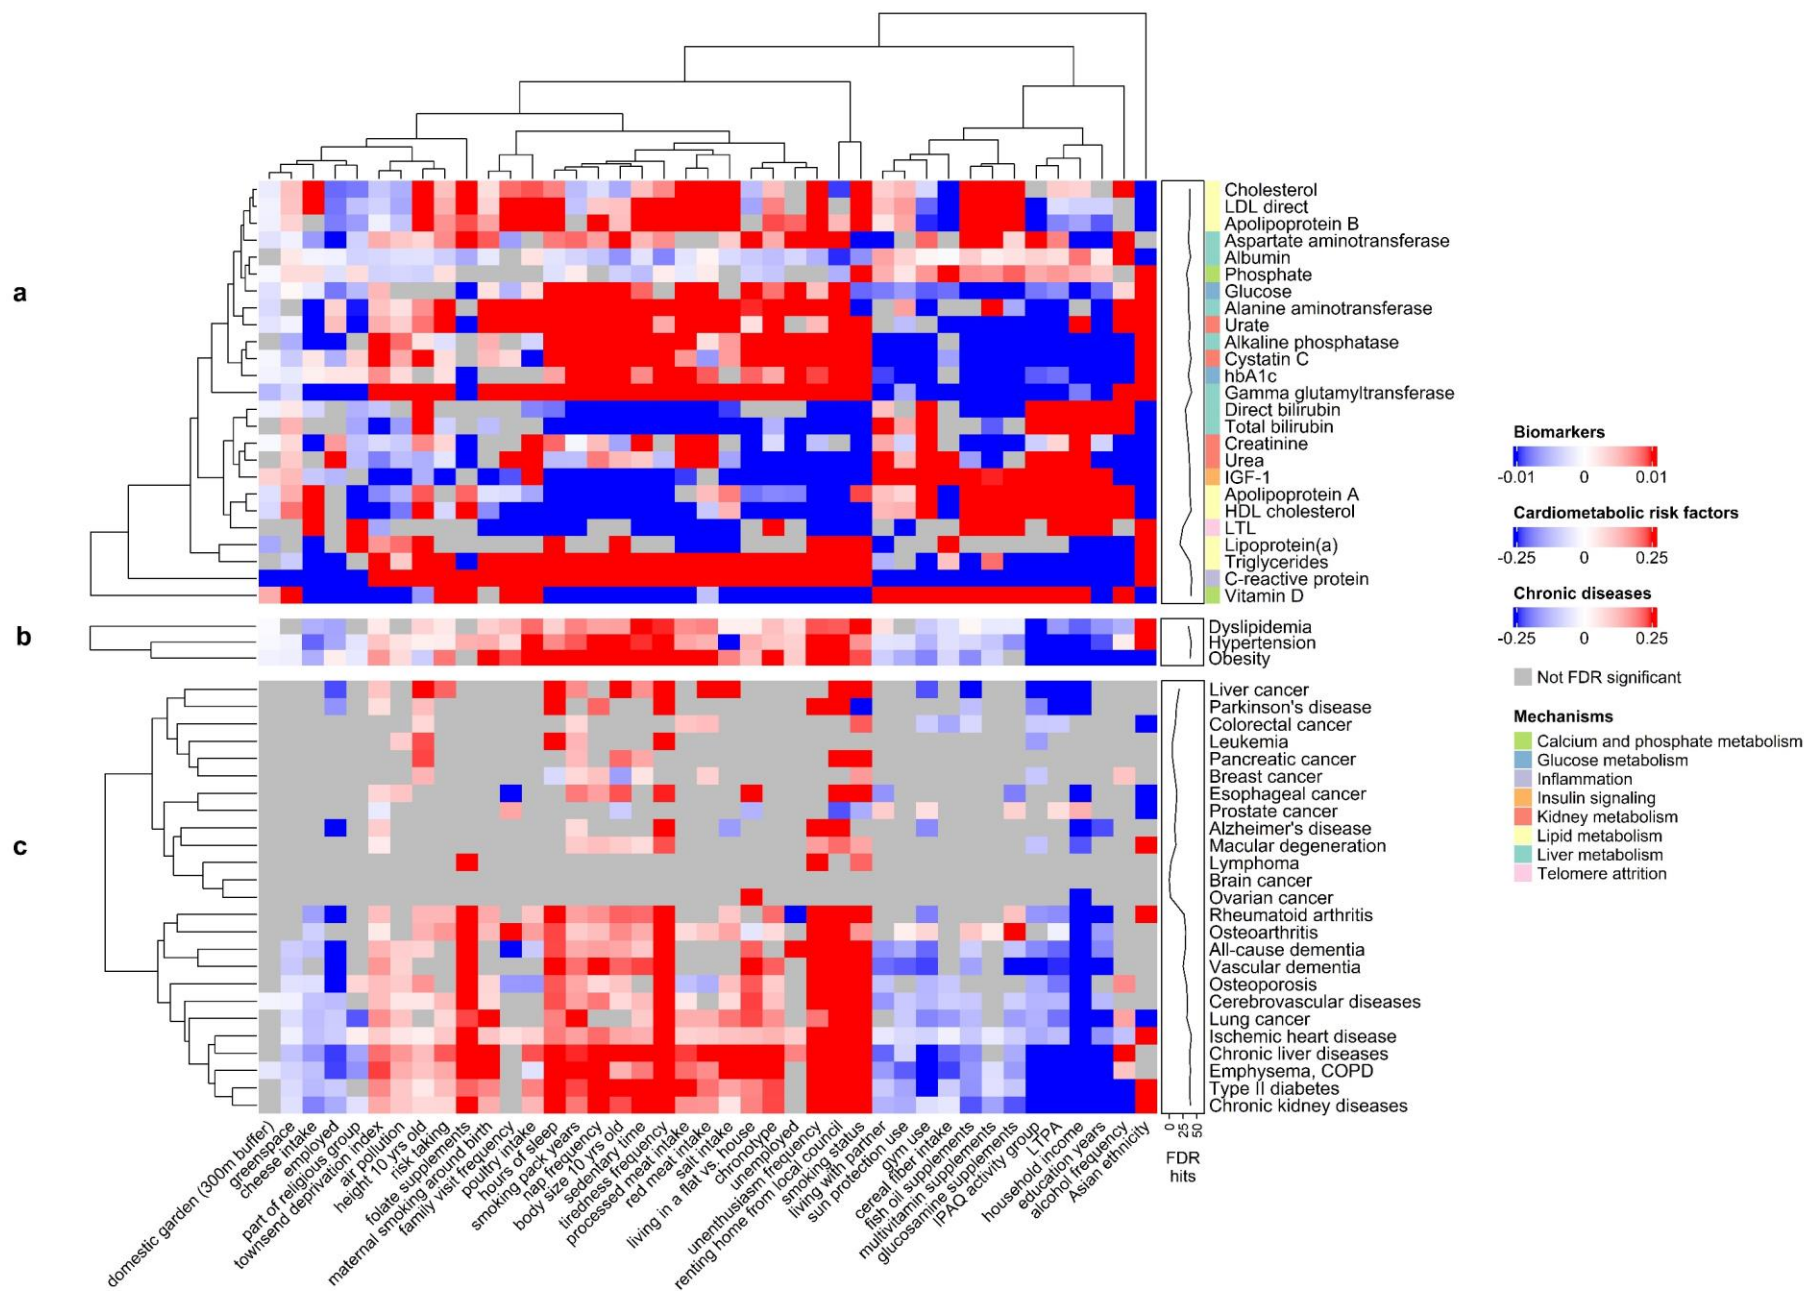 a
Cholesterol
LDL direct
Apolipoprotein B
Aspartate aminotransferase
Albumin
Phosphate
Glucose
Alanine aminotransferase
Urate
Alkaline phosphatase
Cystatin C
hbA1c
Gamma glutamyltransferase
Direct bilirubin
Total bilirubin
Creatinine
Urea
IGF-1
Apolipoprotein A
HDL cholesterol
LTL
Lipoprotein(a)
Triglycerides
C-reactive protein
Vitamin D
b
Dyslipidemia
Hypertension
Obesity
c
Liver cancer
Parkinson's disease
Colorectal cancer
Leukemia
Pancreatic cancer
Breast cancer
Esophageal cancer
Prostate cancer
Alzheimer's disease
Macular degeneration
Lymphoma
Brain cancer
Ovarian cancer
Rheumatoid arthritis
Osteoarthritis
All-cause dementia
Vascular dementia
Osteoporosis
Cerebrovascular diseases
Lung cancer
Ischemic heart disease
Chronic liver diseases
Emphysema, COPD
Type II diabetes
Chronic kidney diseases
domestic garden (300m buffer)
greenspace
cheese intake
employed
part of religious group
townsend deprivation index
air pollution
height 10 yrs old
risk taking
folate supplements
maternal smoking around birth
family visit frequency
poultry intake
hours of sleep
smoking pack years
nap frequency
body size 10 yrs old
sedentary time
tiredness frequency
processed meat intake
red meat intake
salt intake
living in a flat vs. house
chronotype
unemployed
unenthusiasm frequency
renting home from local council
smoking status
living with partner
sun protection use
gym use
cereal fiber intake
fish oil supplements
multivitamin supplements
glucosamine supplements
IPAQ activity group
LTPA
household income
education years
alcohol frequency
Asian ethnicity
0
25
50
FDR
hits
Biomarkers
-0.01 0 0.01
Cardiometabolic risk factors
-0.25 0 0.25
Chronic diseases
-0.25 0 0.25
Not FDR significant
Mechanisms
Calcium and phosphate metabolism
Glucose metabolism
Inflammation
Insulin signaling
Kidney metabolism
Lipid metabolism
Liver metabolism
Telomere attrition